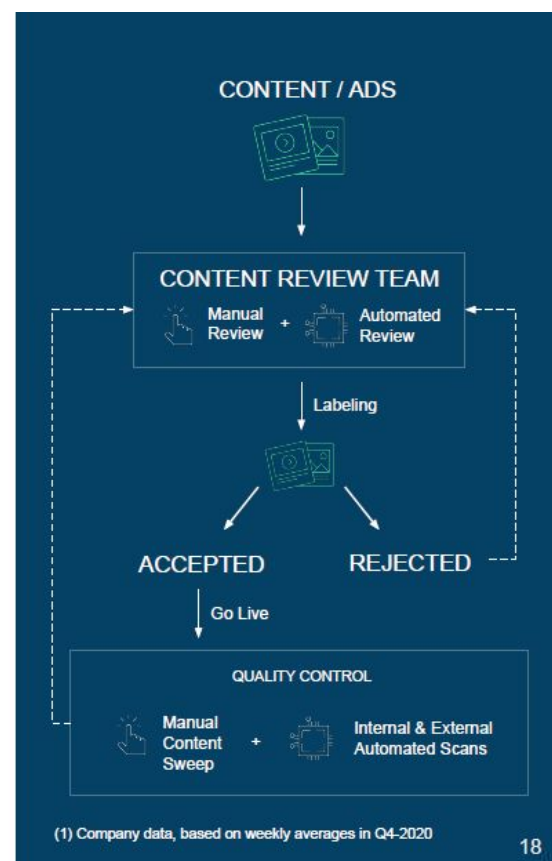 CONTENT / ADS
CONTENT REVIEW TEAM
Manual
Review
+
Automated
Review
Labeling
ACCEPTED
REJECTED
Go Live
QUALITY CONTROL
Manual
Content
Sweep
+
Internal & External
Automated Scans
(1) Company data, based on weekly averages in Q4-2020
18